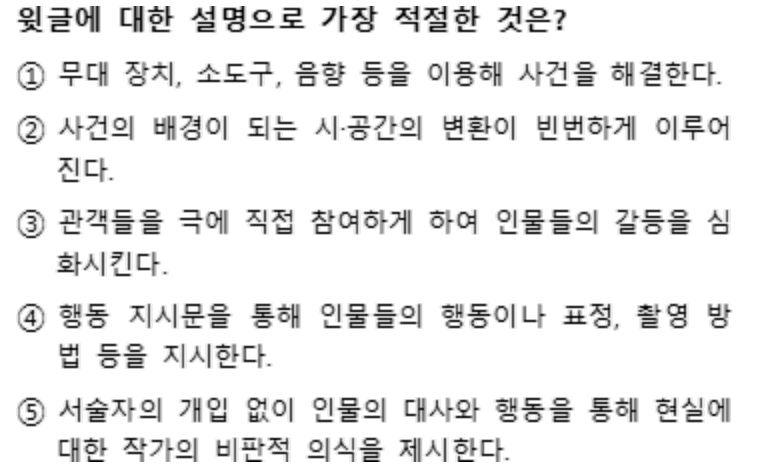 윗글에 대한 설명으로 가장 적절한 것은?
① 무대 장치, 소도구, 음향 등을 이용해 사건을 해결한다.
② 사건의 배경이 되는 시·공간의 변환이 빈번하게 이루어
진다.
③ 관객들을 극에 직접 참여하게 하여 인물들의 갈등을 심
화시킨다.
④ 행동 지시문을 통해 인물들의 행동이나 표정, 촬영 방
법 등을 지시한다.
⑤ 서술자의 개입 없이 인물의 대사와 행동을 통해 현실에
대한 작가의 비판적 의식을 제시한다.